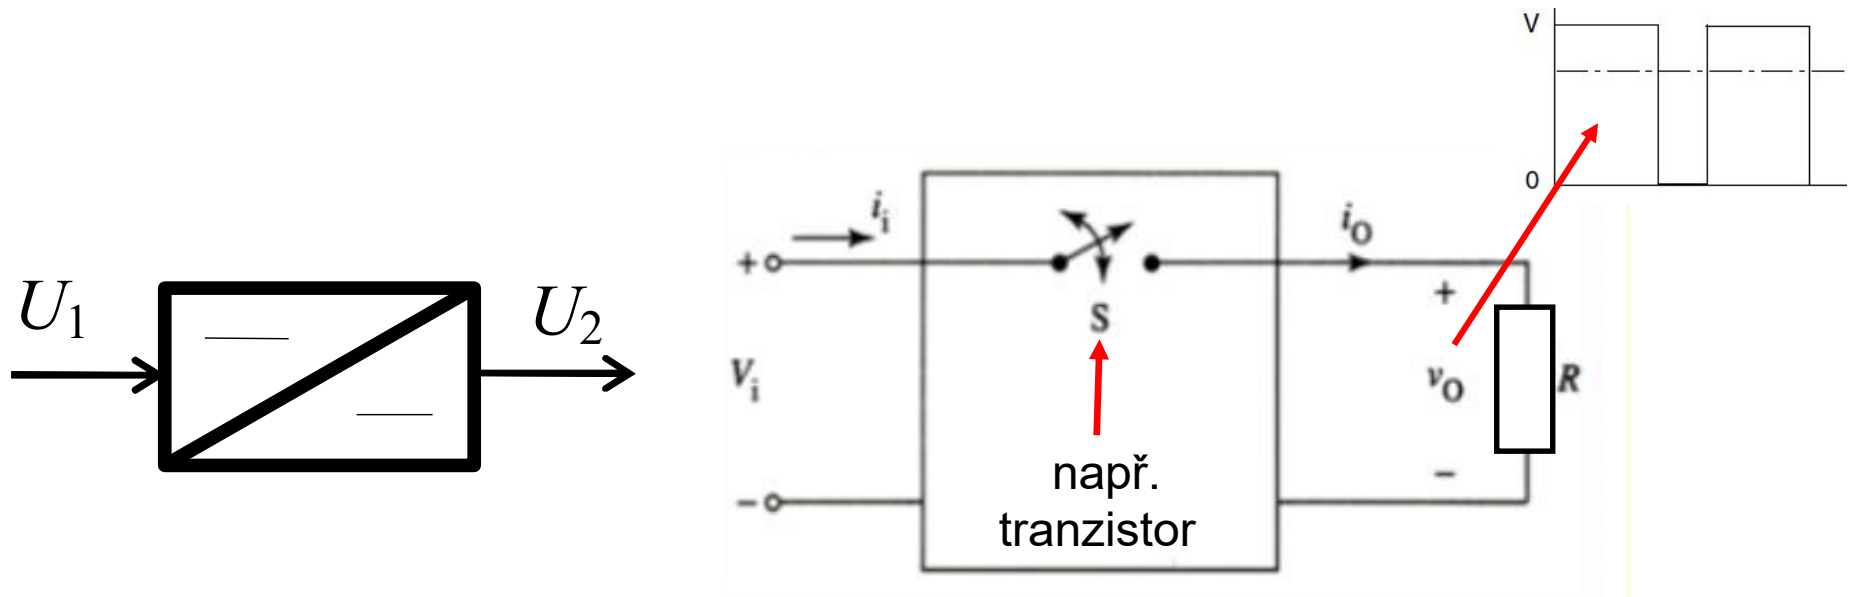 U1
U2
V
0
+
ii
S
Vi
např.
tranzistor
−
iO
+
vO
R
−